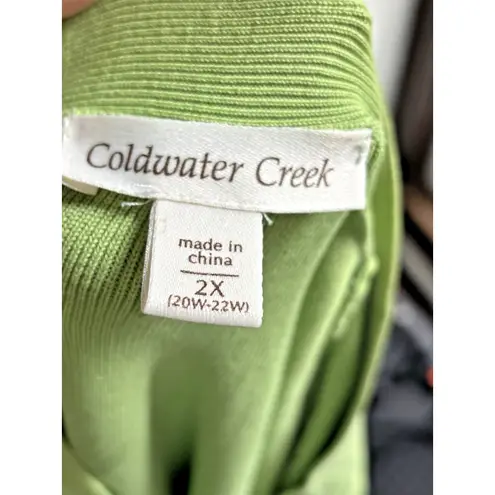 Coldwater Creek
made in
china
2X
(20W-22W)